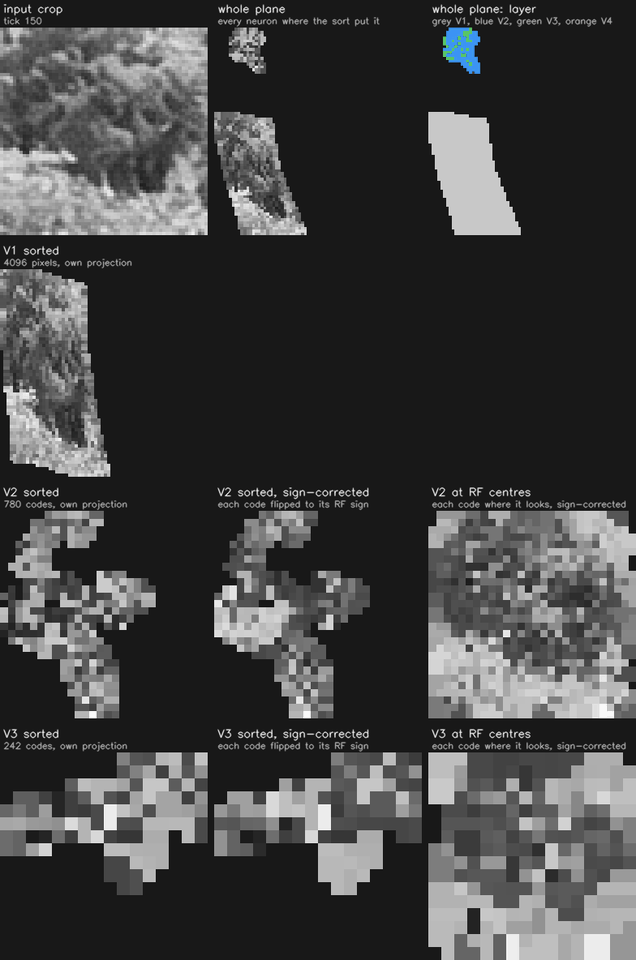 input crop
tick 150
whole plane
every neuron where the sort put it
whole plane: layer
grey V1, blue V2, green V3, orange V4
V1 sorted
4096 pixels, own projection
V2 sorted
780 codes, own projection
V2 sorted, sign-corrected
each code flipped to its RF sign
V2 at RF centres
each code where it looks, sign-corrected
V3 sorted
242 codes, own projection
V3 sorted, sign-corrected
each code flipped to its RF sign
V3 at RF centres
each code where it looks, sign-corrected